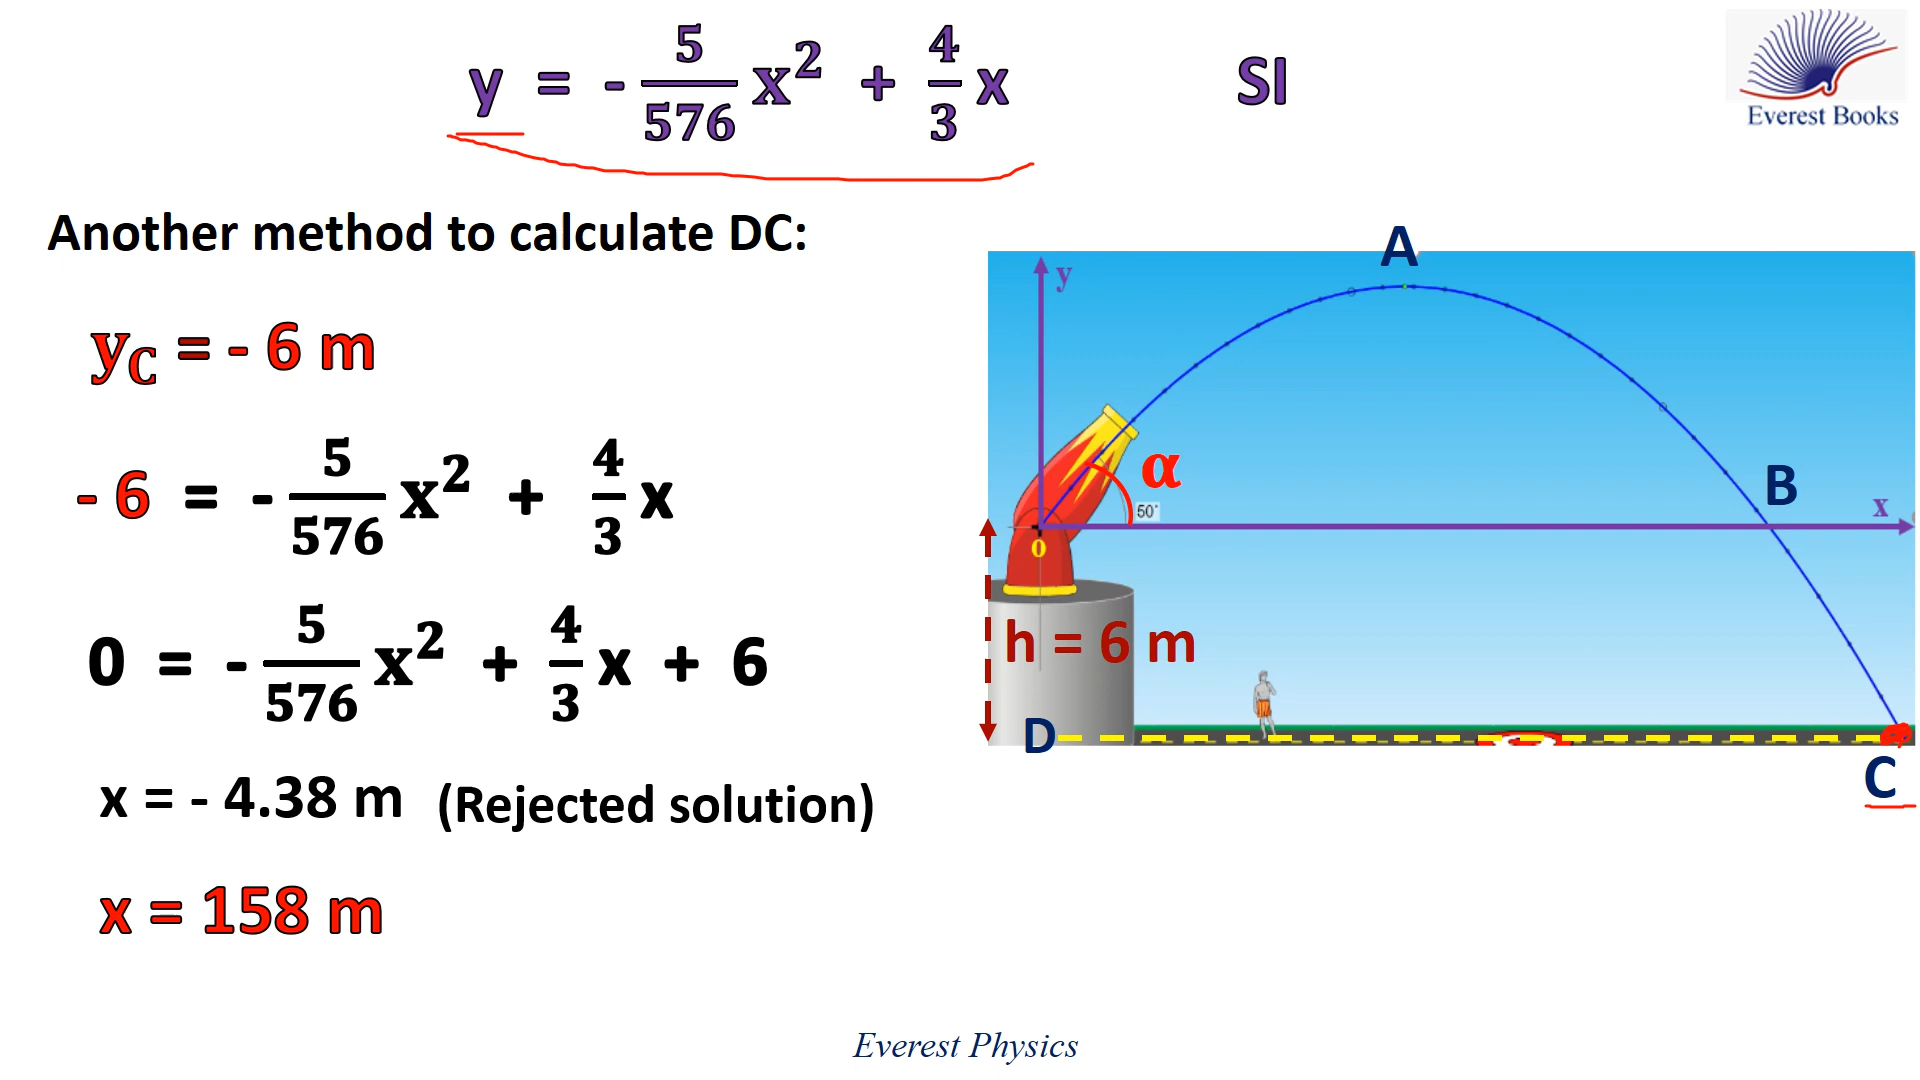 y = - 5/576 x² + 4/3 x SI
Everest Books
Another method to calculate DC:
y_C = - 6 m
- 6 = - 5/576 x² + 4/3 x
0 = - 5/576 x² + 4/3 x + 6
x = - 4.38 m (Rejected solution)
x = 158 m
A
y
α
50°
B
x
0
h = 6 m
D
C
Everest Physics